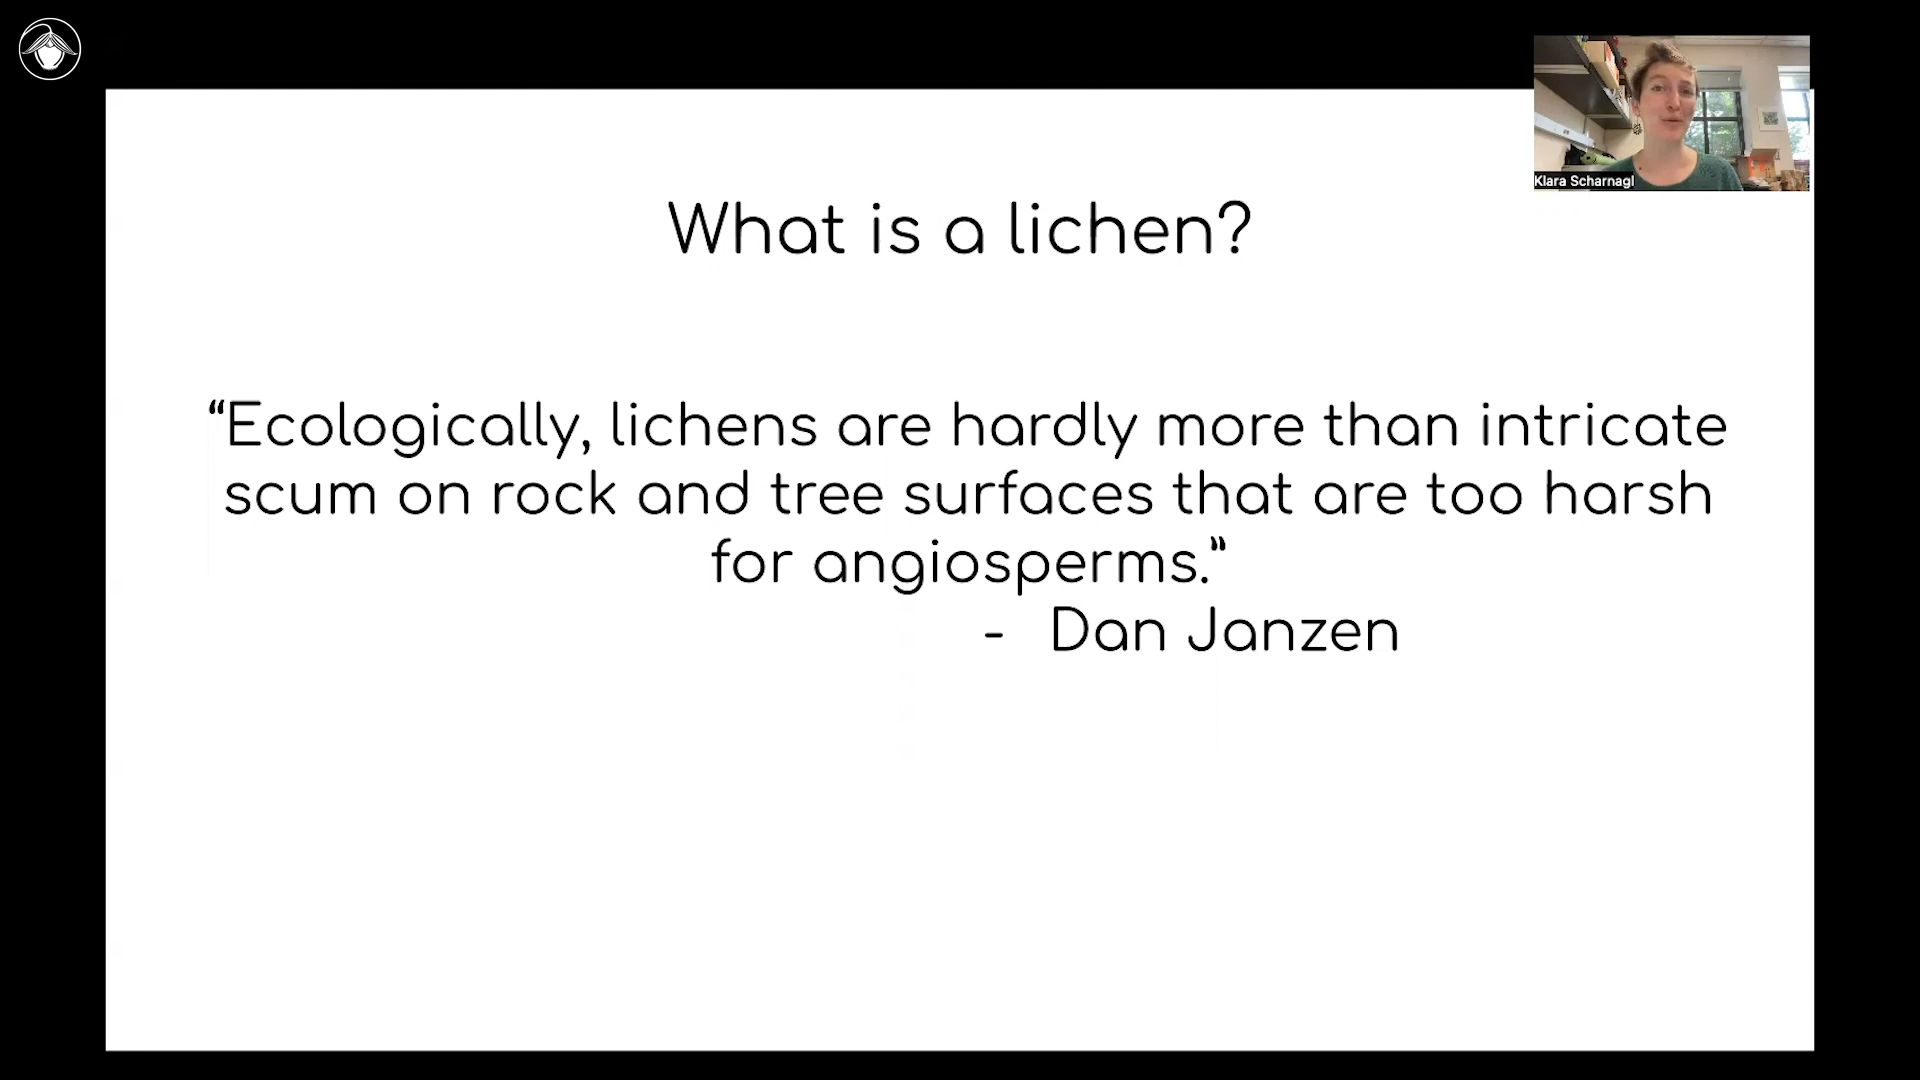 Klara Scharnagl
What is a lichen?
“Ecologically, lichens are hardly more than intricate
scum on rock and tree surfaces that are too harsh
for angiosperms.”
- Dan Janzen